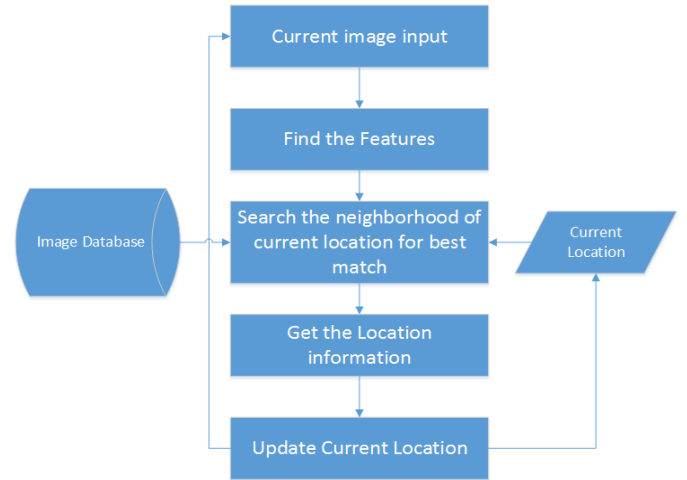 Current image input
Find the Features
Image Database
Search the neighborhood of
current location for best
match
Current
Location
Get the Location
information
Update Current Location